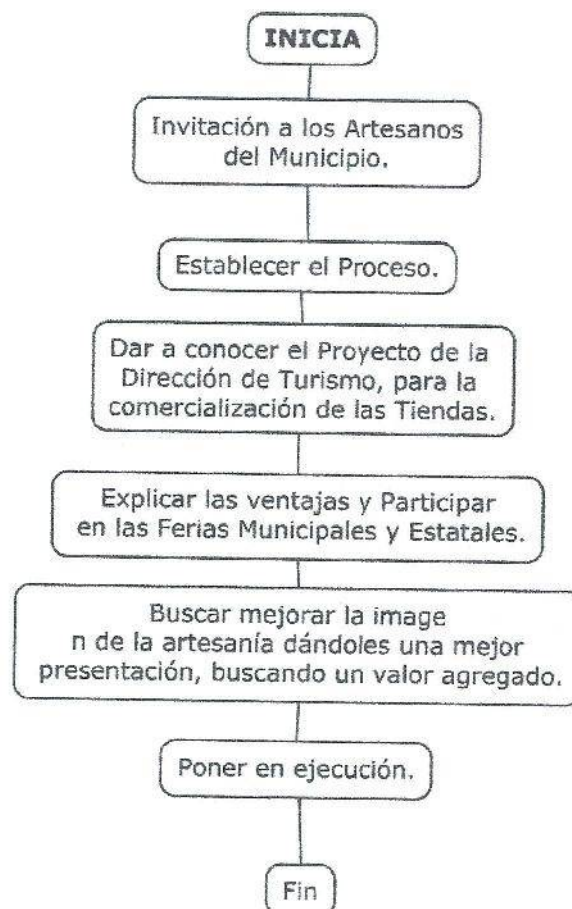 INICIA
Invitación a los Artesanos
del Municipio.
Establecer el Proceso.
Dar a conocer el Proyecto de la
Dirección de Turismo, para la
comercialización de las Tiendas.
Explicar las ventajas y Participar
en las Ferias Municipales y Estatales.
Buscar mejorar la image
n de la artesanía dándoles una mejor
presentación, buscando un valor agregado.
Poner en ejecución.
Fin